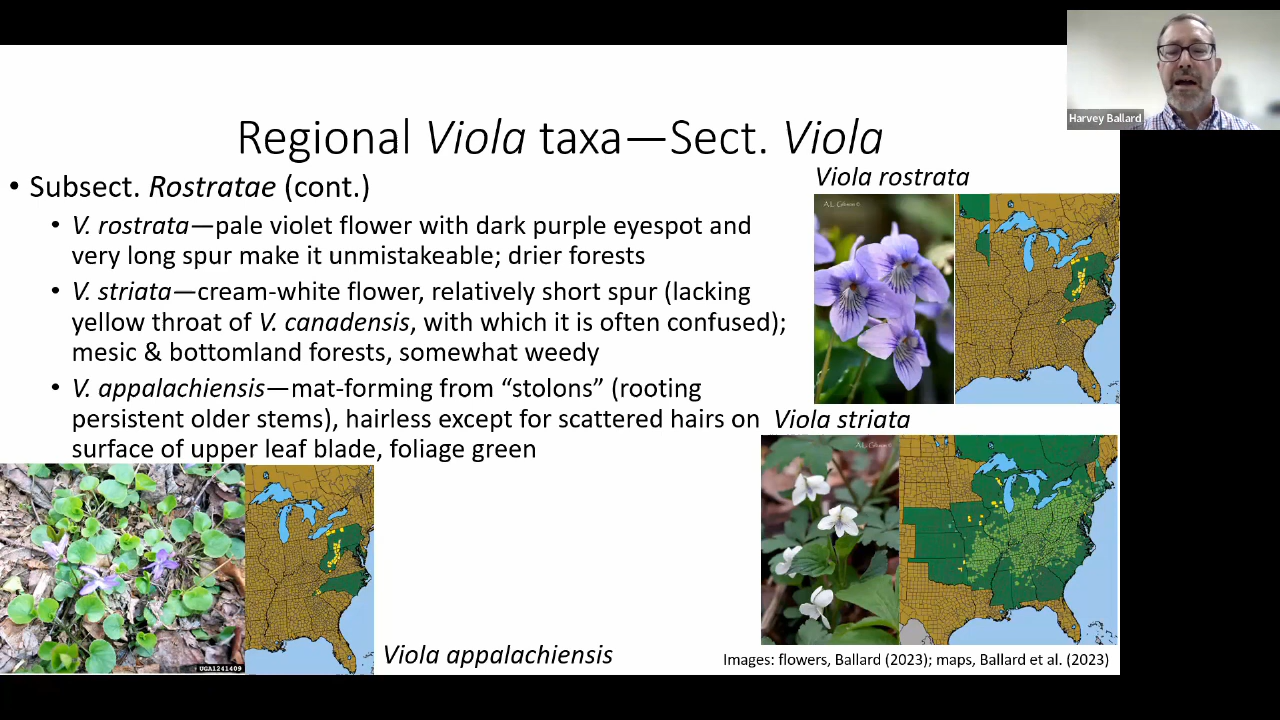 Harvey Ballard
Regional Viola taxa—Sect. Viola
• Subsect. Rostratae (cont.)
• V. rostrata—pale violet flower with dark purple eyespot and
very long spur make it unmistakeable; drier forests
• V. striata—cream-white flower, relatively short spur (lacking
yellow throat of V. canadensis, with which it is often confused);
mesic & bottomland forests, somewhat weedy
• V. appalachiensis—mat-forming from “stolons” (rooting
persistent older stems), hairless except for scattered hairs on
surface of upper leaf blade, foliage green
Viola rostrata
Viola striata
UGA1241409
Viola appalachiensis
Images: flowers, Ballard (2023); maps, Ballard et al. (2023)